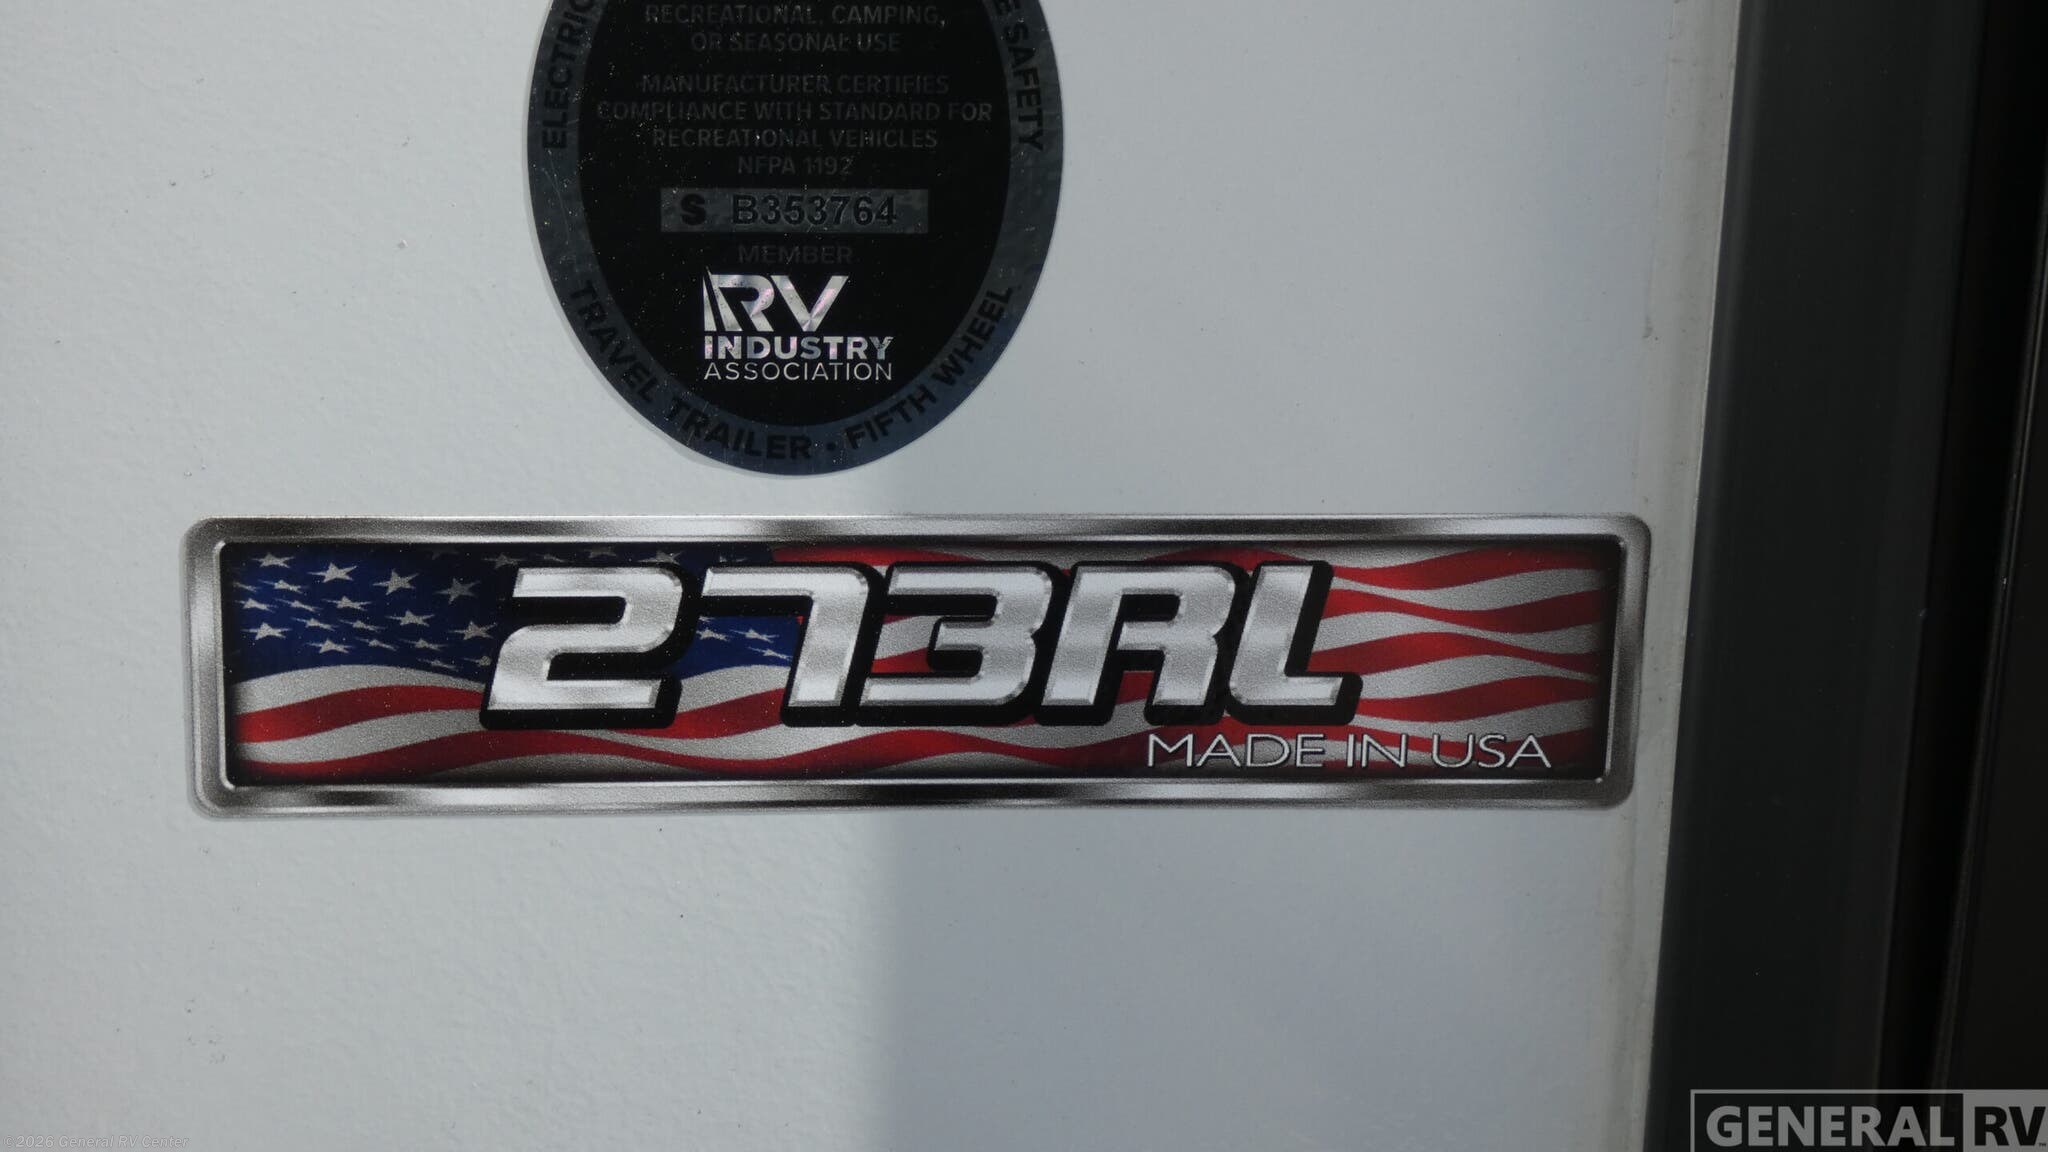 RECREATIONAL, CAMPING,
OR SEASONAL USE
MANUFACTURER CERTIFIES
COMPLIANCE WITH STANDARD FOR
RECREATIONAL VEHICLES
NFPA 1192
S B353764
MEMBER
RV
INDUSTRY
ASSOCIATION
SAFETY
TRAVEL TRAILER • FIFTH WHEEL
273RL
MADE IN USA
©2026 General RV Center
GENERAL RV